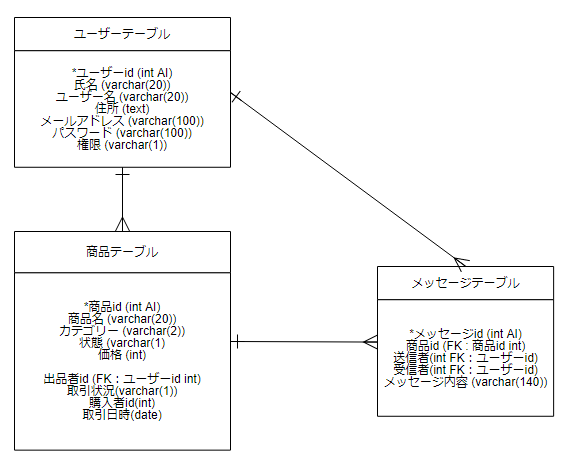 ユーザーテーブル
*ユーザーid (int AI)
氏名 (varchar(20))
ユーザー名 (varchar(20))
住所 (text)
メールアドレス (varchar(100))
パスワード (varchar(100))
権限 (varchar(1))
商品テーブル
*商品id (int AI)
商品名 (varchar(20))
カテゴリー (varchar(2))
状態 (varchar(1
価格 (int)
出品者id (FK：ユーザーid int)
取引状況(varchar(1))
購入者id(int)
取引日時(date)
メッセージテーブル
*メッセージid (int AI)
商品id (FK : 商品id int)
送信者(int FK：ユーザーid)
受信者(int FK：ユーザーid)
メッセージ内容 (varchar(140))